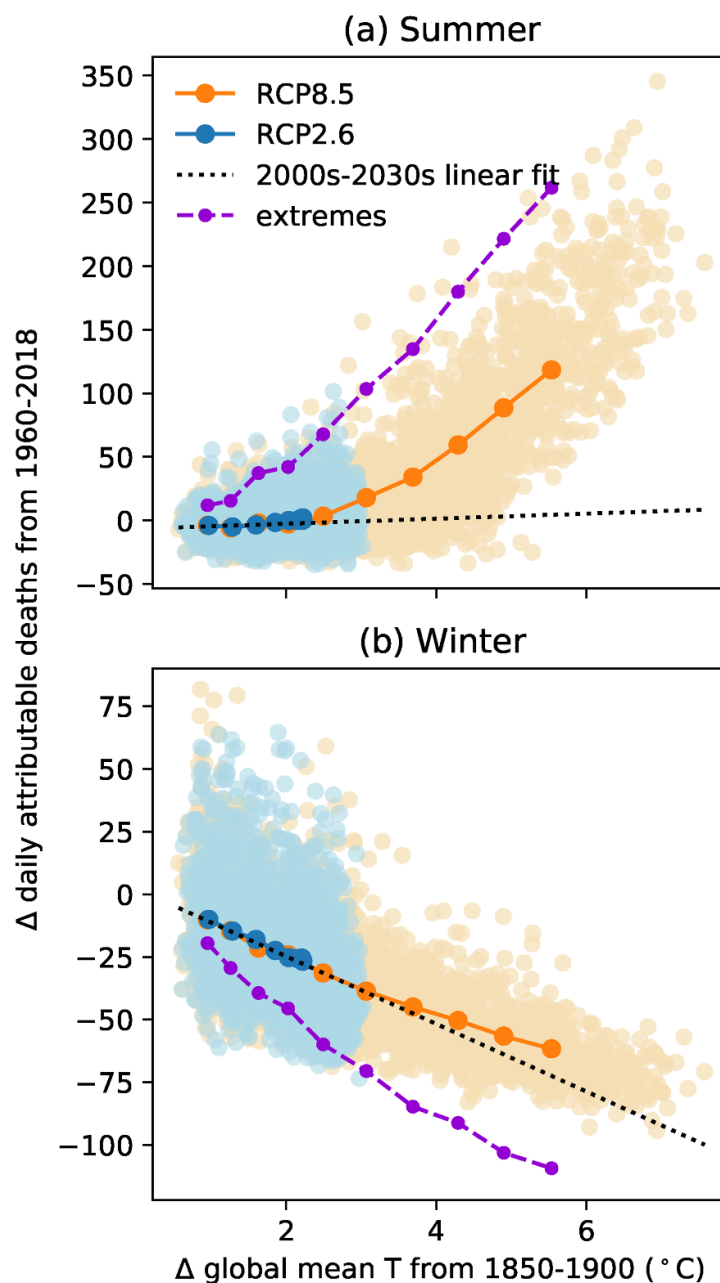 (a) Summer
350
300
250
200
150
100
50
0
−50
RCP8.5
RCP2.6
2000s-2030s linear fit
extremes
(b) Winter
75
50
25
0
−25
−50
−75
−100
2
4
6
Δ daily attributable deaths from 1960-2018
Δ global mean T from 1850-1900 (°C)